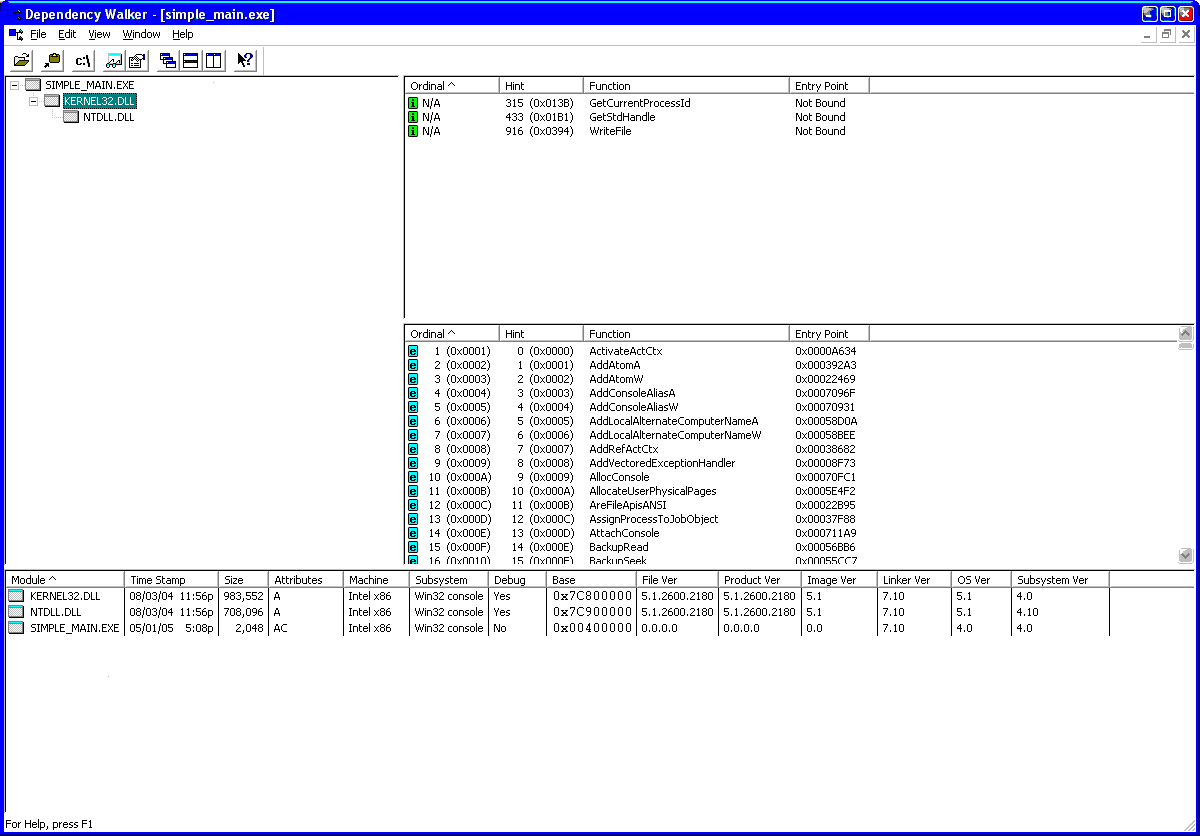 Dependency Walker - [simple_main.exe]
File Edit View Window Help
c:\
SIMPLE_MAIN.EXE
KERNEL32.DLL
NTDLL.DLL
Ordinal ^ Hint Function Entry Point
i N/A 315 (0x013B) GetCurrentProcessId Not Bound
i N/A 433 (0x01B1) GetStdHandle Not Bound
i N/A 916 (0x0394) WriteFile Not Bound
Ordinal ^ Hint Function Entry Point
e 1 (0x0001) 0 (0x0000) ActivateActCtx 0x0000A634
e 2 (0x0002) 1 (0x0001) AddAtomA 0x000392A3
e 3 (0x0003) 2 (0x0002) AddAtomW 0x00022469
e 4 (0x0004) 3 (0x0003) AddConsoleAliasA 0x0007096F
e 5 (0x0005) 4 (0x0004) AddConsoleAliasW 0x00070931
e 6 (0x0006) 5 (0x0005) AddLocalAlternateComputerNameA 0x00058D0A
e 7 (0x0007) 6 (0x0006) AddLocalAlternateComputerNameW 0x00058BEE
e 8 (0x0008) 7 (0x0007) AddRefActCtx 0x00038682
e 9 (0x0009) 8 (0x0008) AddVectoredExceptionHandler 0x00008F73
e 10 (0x000A) 9 (0x0009) AllocConsole 0x00070FC1
e 11 (0x000B) 10 (0x000A) AllocateUserPhysicalPages 0x0005E4F2
e 12 (0x000C) 11 (0x000B) AreFileApisANSI 0x00022B95
e 13 (0x000D) 12 (0x000C) AssignProcessToJobObject 0x00037F88
e 14 (0x000E) 13 (0x000D) AttachConsole 0x000711A9
e 15 (0x000F) 14 (0x000E) BackupRead 0x00056BB6
e 16 (0x0010) 15 (0x000F) BackupSeek 0x00055CC7
Module ^ Time Stamp Size Attributes Machine Subsystem Debug Base File Ver Product Ver Image Ver Linker Ver OS Ver Subsystem Ver
KERNEL32.DLL 08/03/04 11:56p 983,552 A Intel x86 Win32 console Yes 0x7C800000 5.1.2600.2180 5.1.2600.2180 5.1 7.10 5.1 4.0
NTDLL.DLL 08/03/04 11:56p 708,096 A Intel x86 Win32 console Yes 0x7C900000 5.1.2600.2180 5.1.2600.2180 5.1 7.10 5.1 4.10
SIMPLE_MAIN.EXE 05/01/05 5:08p 2,048 AC Intel x86 Win32 console No 0x00400000 0.0.0.0 0.0.0.0 0.0 7.10 4.0 4.0
For Help, press F1